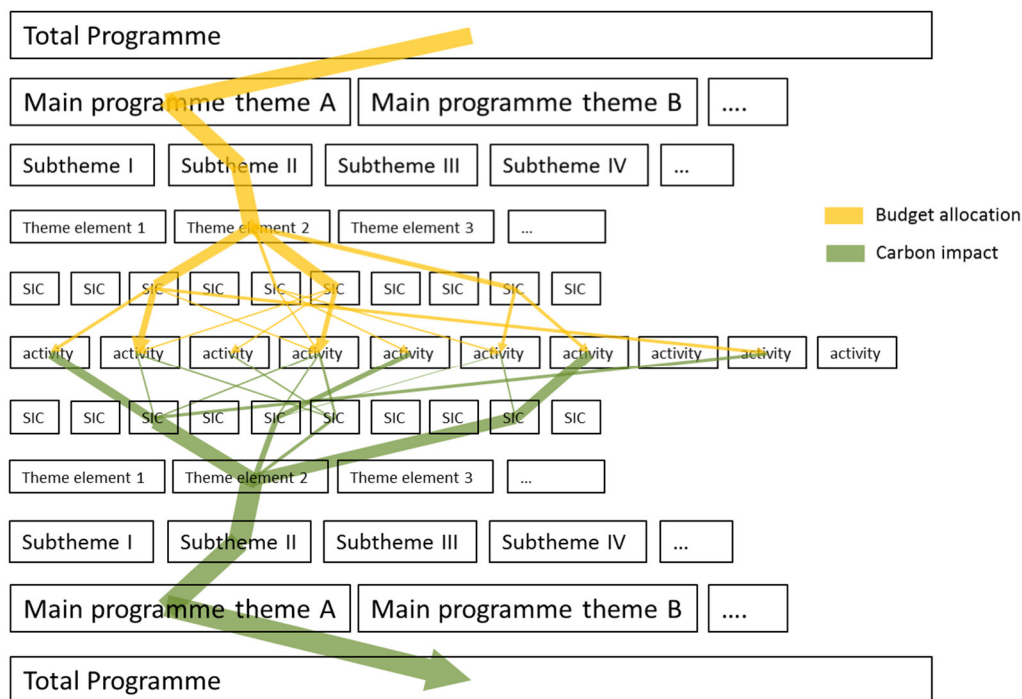 Total Programme
Main programme theme A Main programme theme B ....
Subtheme I Subtheme II Subtheme III Subtheme IV ...
Budget allocation
Theme element 1 Theme element 2 Theme element 3 ...
Carbon impact
SIC SIC SIC SIC SIC SIC SIC SIC SIC SIC
activity activity activity activity activity activity activity activity activity activity
SIC SIC SIC SIC SIC SIC SIC SIC SIC SIC
Theme element 1 Theme element 2 Theme element 3 ...
Subtheme I Subtheme II Subtheme III Subtheme IV ...
Main programme theme A Main programme theme B ....
Total Programme